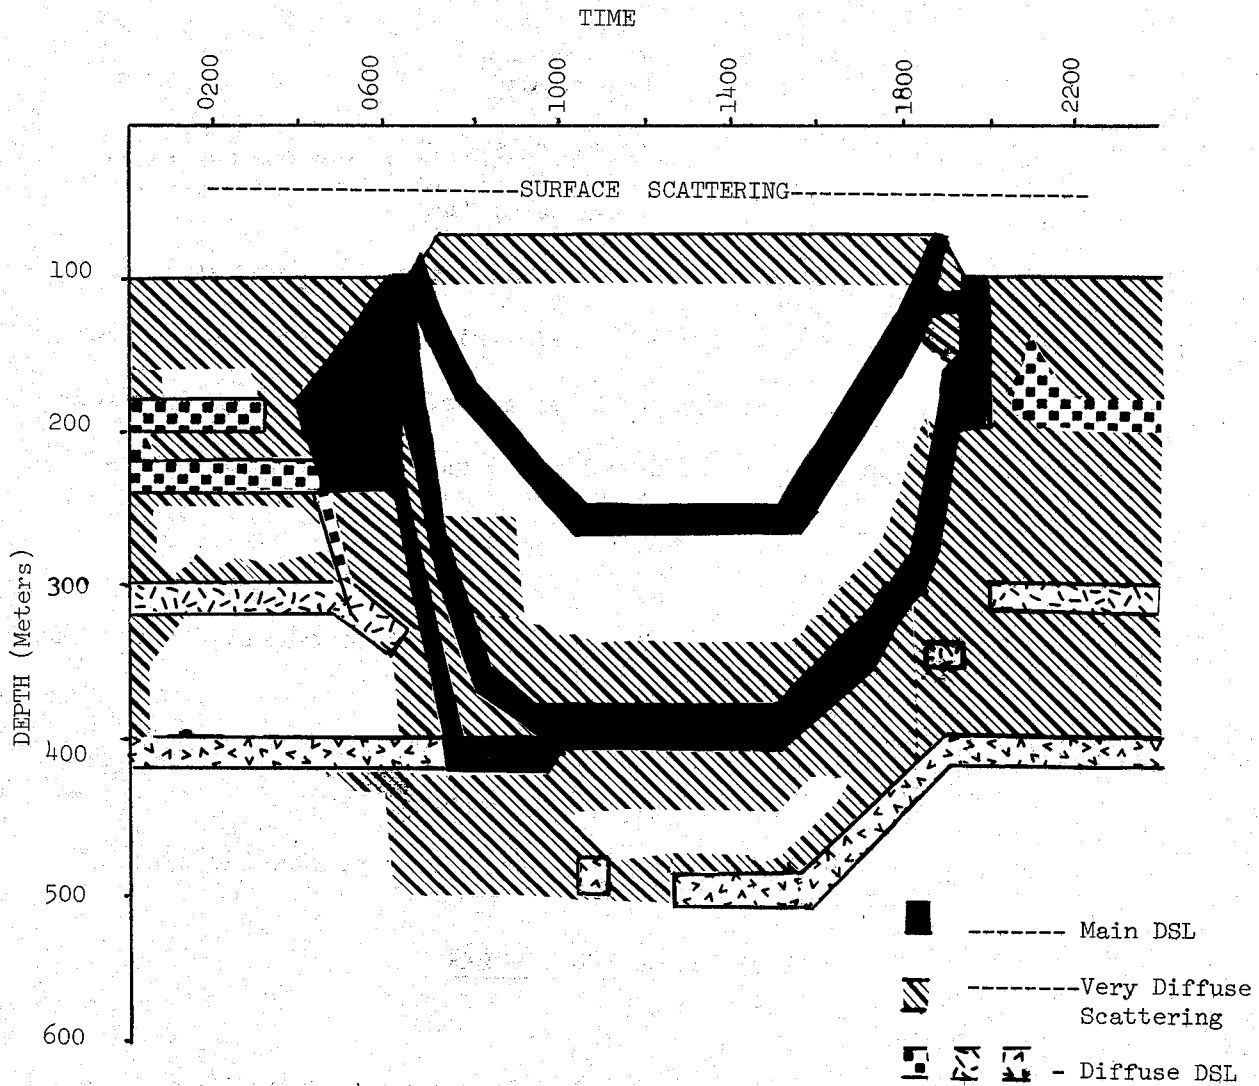 TIME
0200
0600
1000
1400
1800
2200
SURFACE SCATTERING
100
200
300
400
500
600
DEPTH (Meters)
Main DSL
Very Diffuse
Scattering
Diffuse DSL